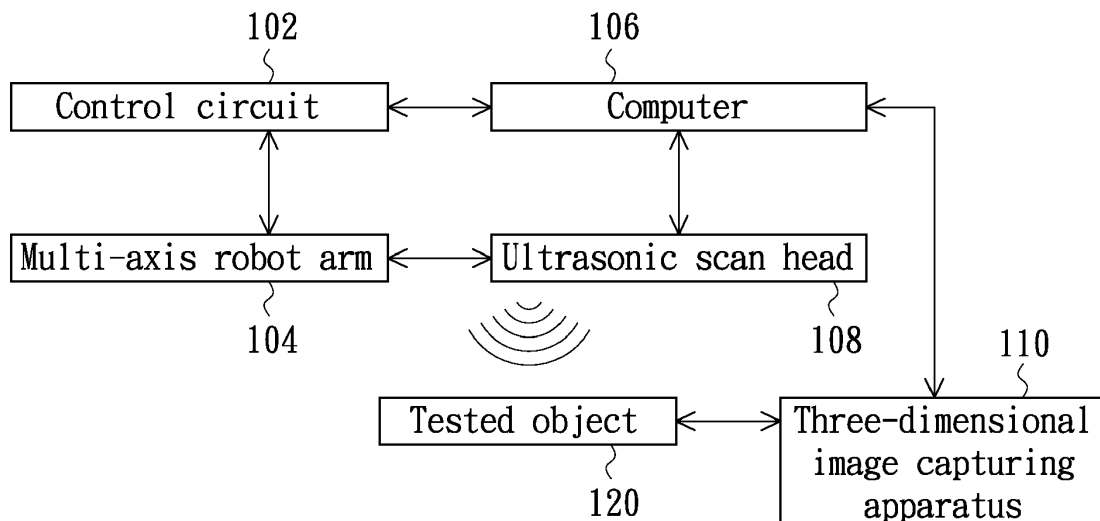 102
106
Control circuit
Computer
Multi-axis robot arm
Ultrasonic scan head
104
108
110
Tested object
Three-dimensional
image capturing
apparatus
120